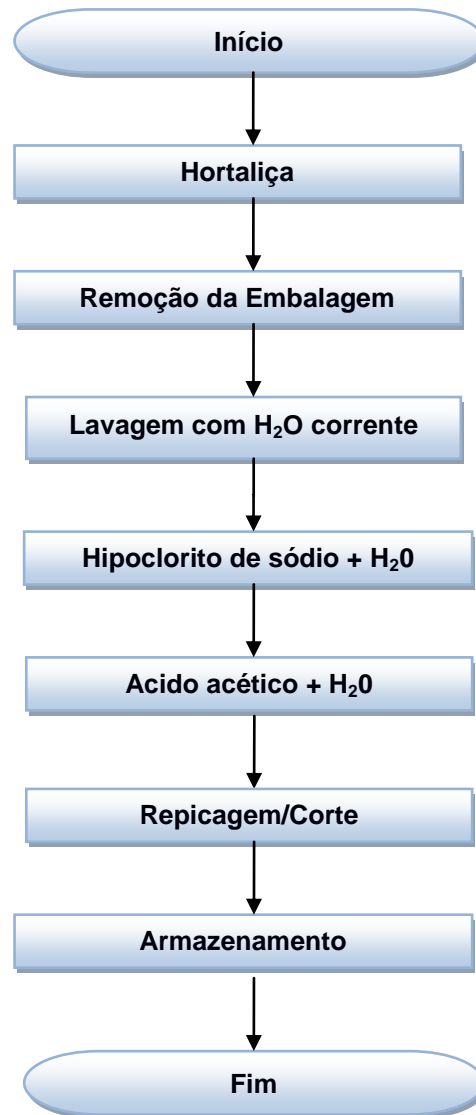 Início
Hortaliça
Remoção da Embalagem
Lavagem com H₂O corrente
Hipoclorito de sódio + H₂0
Acido acético + H₂0
Repicagem/Corte
Armazenamento
Fim